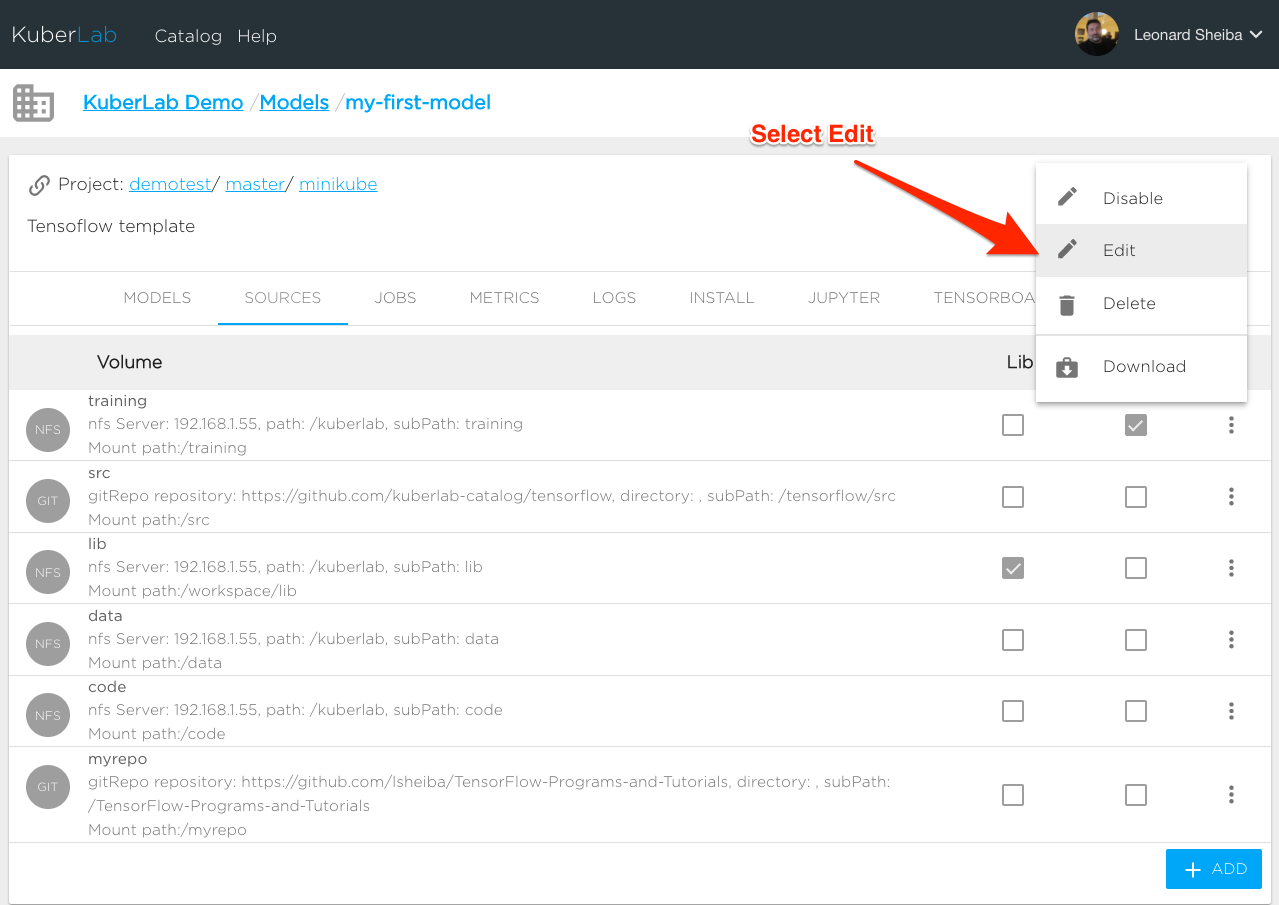 KuberLab Catalog Help Leonard Sheiba
KuberLab Demo /Models /my-first-model
Select Edit
Project: demotest/ master/ minikube
Tensoflow template
Disable
Edit
Delete
Download
MODELS SOURCES JOBS METRICS LOGS INSTALL JUPYTER TENSORBOA
Volume Lib
training
NFS nfs Server: 192.168.1.55, path: /kuberlab, subPath: training
Mount path:/training
src
GIT gitRepo repository: https://github.com/kuberlab-catalog/tensorflow, directory: , subPath: /tensorflow/src
Mount path:/src
lib
NFS nfs Server: 192.168.1.55, path: /kuberlab, subPath: lib
Mount path:/workspace/lib
data
NFS nfs Server: 192.168.1.55, path: /kuberlab, subPath: data
Mount path:/data
code
NFS nfs Server: 192.168.1.55, path: /kuberlab, subPath: code
Mount path:/code
myrepo
GIT gitRepo repository: https://github.com/lsheiba/TensorFlow-Programs-and-Tutorials, directory: , subPath:
/TensorFlow-Programs-and-Tutorials
Mount path:/myrepo
+ ADD